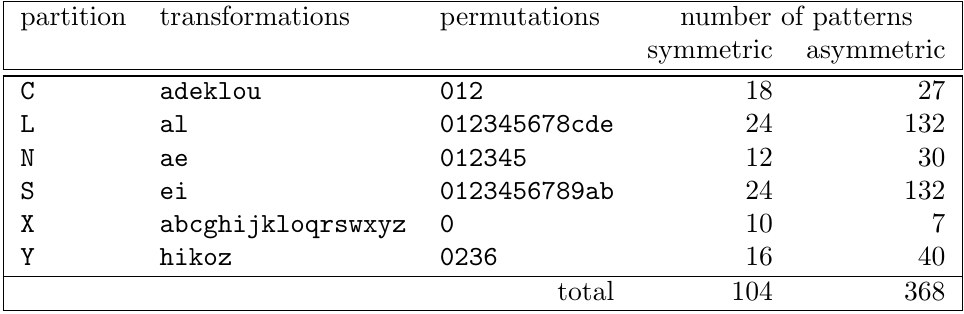 partition transformations permutations number of patterns
symmetric asymmetric
C adeklou 012 18 27
L al 012345678cde 24 132
N ae 012345 12 30
S ei 0123456789ab 24 132
X abcghijkloqrswxyz 0 10 7
Y hikoz 0236 16 40
total 104 368